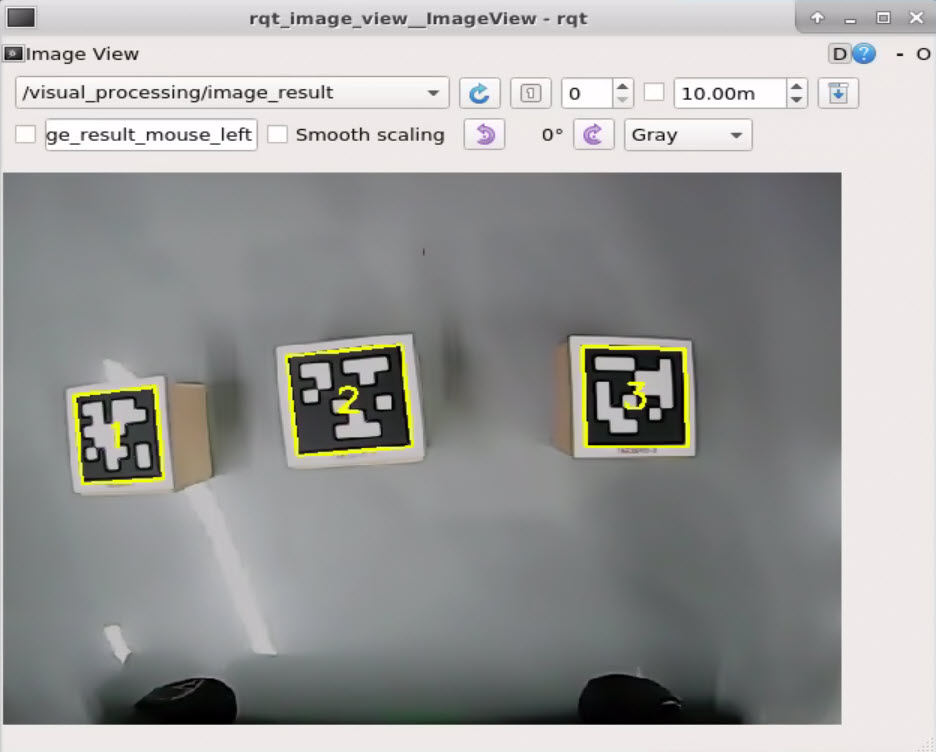 rqt_image_view__ImageView - rqt
Image View
D ? - O
/visual_processing/image_result 0 10.00m
ge_result_mouse_left Smooth scaling 0° Gray
1 2 3